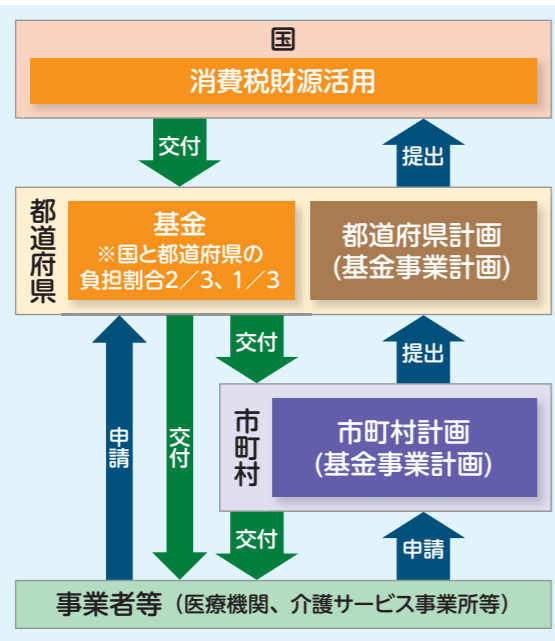 国
消費税財源活用
交付
提出
都道府県
基金
※国と都道府県の
負担割合2／3、1／3
都道府県計画
(基金事業計画)
交付
提出
申請
交付
市町村
市町村計画
(基金事業計画)
交付
申請
事業者等（医療機関、介護サービス事業所等）